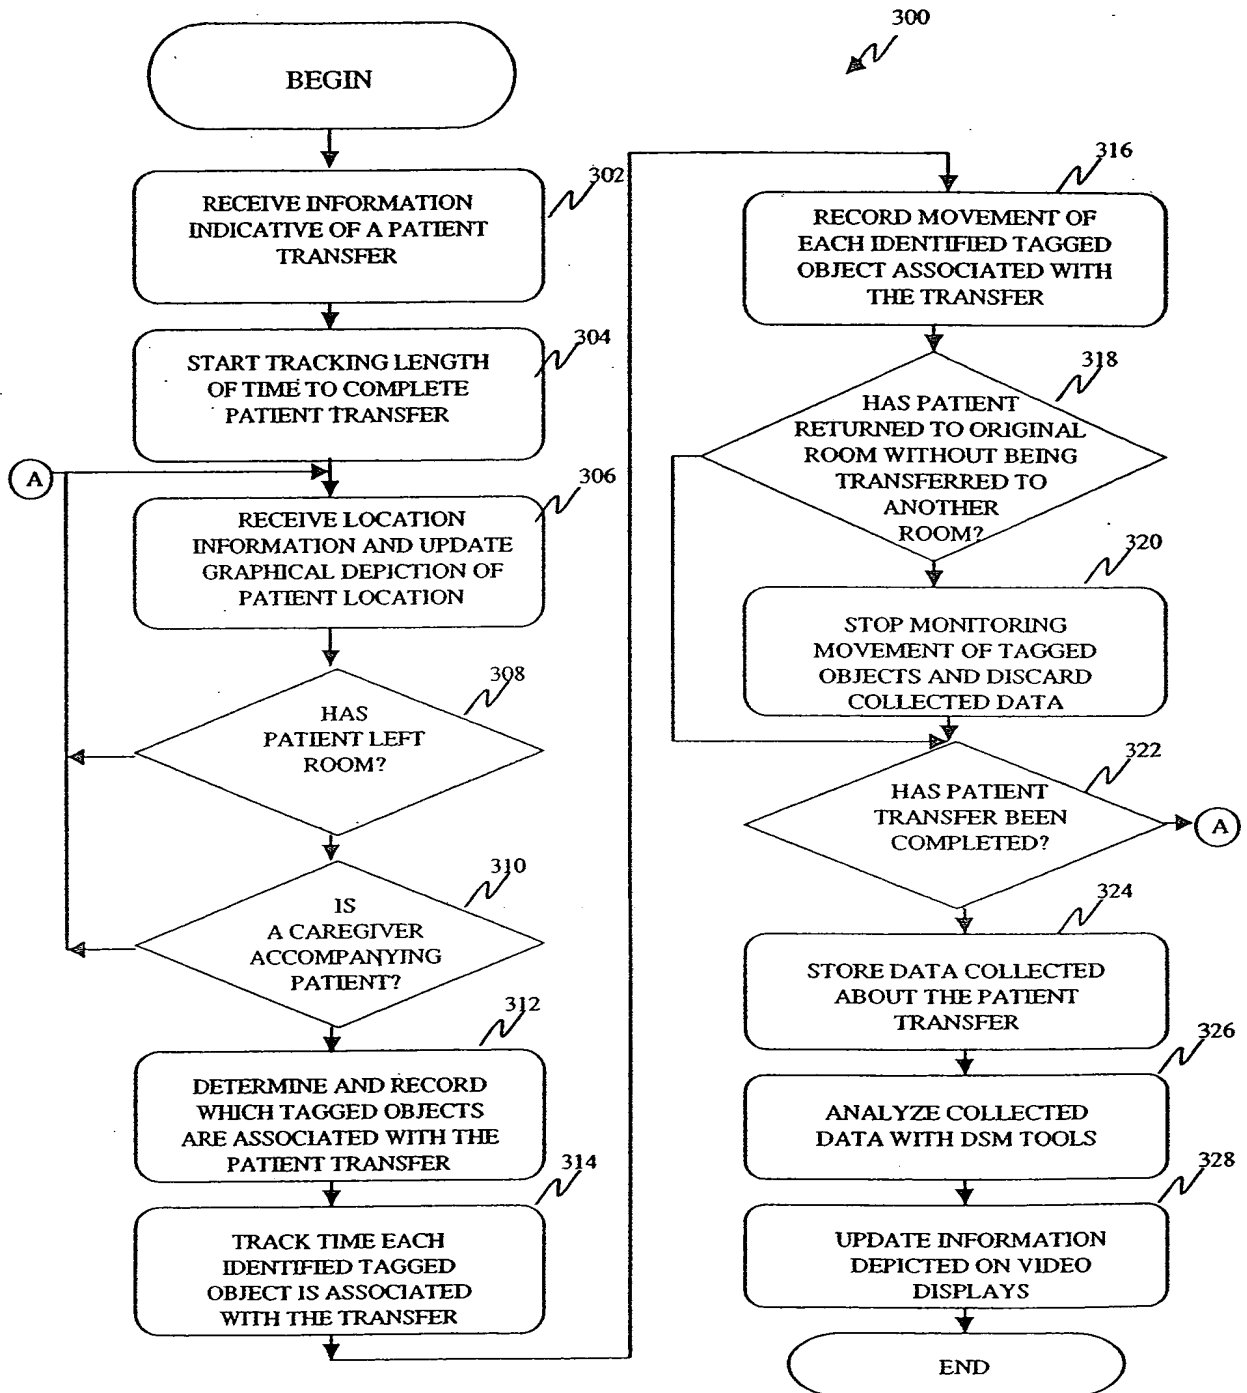 300
BEGIN
302
RECEIVE INFORMATION
INDICATIVE OF A PATIENT
TRANSFER
304
START TRACKING LENGTH
OF TIME TO COMPLETE
PATIENT TRANSFER
A
306
RECEIVE LOCATION
INFORMATION AND UPDATE
GRAPHICAL DEPICTION OF
PATIENT LOCATION
308
HAS
PATIENT LEFT
ROOM?
310
IS
A CAREGIVER
ACCOMPANYING
PATIENT?
312
DETERMINE AND RECORD
WHICH TAGGED OBJECTS
ARE ASSOCIATED WITH THE
PATIENT TRANSFER
314
TRACK TIME EACH
IDENTIFIED TAGGED
OBJECT IS ASSOCIATED
WITH THE TRANSFER
316
RECORD MOVEMENT OF
EACH IDENTIFIED TAGGED
OBJECT ASSOCIATED WITH
THE TRANSFER
318
HAS PATIENT
RETURNED TO ORIGINAL
ROOM WITHOUT BEING
TRANSFERRED TO
ANOTHER
ROOM?
320
STOP MONITORING
MOVEMENT OF TAGGED
OBJECTS AND DISCARD
COLLECTED DATA
322
HAS PATIENT
TRANSFER BEEN
COMPLETED?
A
324
STORE DATA COLLECTED
ABOUT THE PATIENT
TRANSFER
326
ANALYZE COLLECTED
DATA WITH DSM TOOLS
328
UPDATE INFORMATION
DEPICTED ON VIDEO
DISPLAYS
END